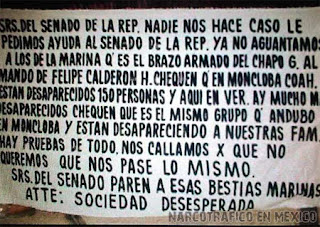 SRS. DEL SENADO DE LA REP. NADIE NOS HACE CASO LE
PEDIMOS AYUDA AL SENADO DE LA REP. YA NO AGUANTAMOS
A LOS DE LA MARINA Q' ES EL BRAZO ARMADO DEL CHAPO G. AL
MANDO DE FELIPE CALDERON H. CHEQUEN Q' EN MONCLOBA COAH.
ESTAN DESAPARECIDOS 150 PERSONAS Y AQUI EN VER. AY MUCHO M
DESAPARECIDOS CHEQUEN QUE ES EL MISMO GRUPO Q' ANDUBO
EN MONCLOBA Y ESTAN DESAPARECIENDO A NUESTRAS FAM.
HAY PRUEBAS DE TODO. NOS CALLAMOS X QUE NO
QUEREMOS QUE NOS PASE LO MISMO.
SRS. DEL SENADO PAREN A ESAS BESTIAS MARINAS
ATTE: SOCIEDAD DESESPERADA
NARCOTRAFICO EN MEXICO